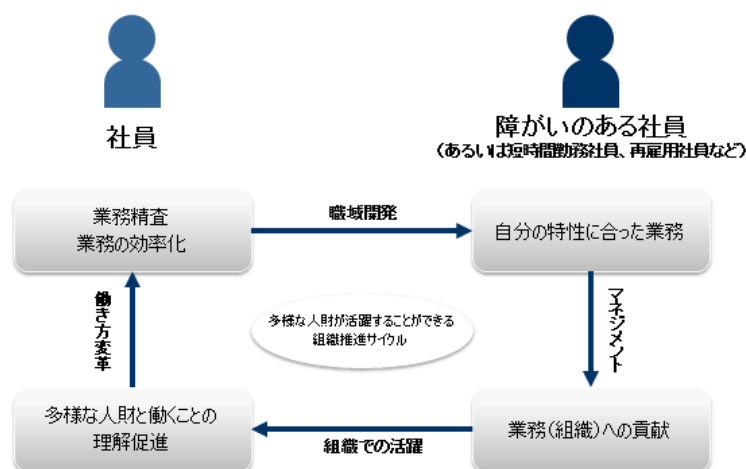 社員
障がいのある社員
(あるいは短時間勤務社員、再雇用社員など)
業務精査
業務の効率化
職域開発
自分の特性に合った業務
働き方変革
多様な人財が活躍することができる
組織推進サイクル
マネジメント
多様な人財と働くことの
理解促進
組織での活躍
業務(組織)への貢献